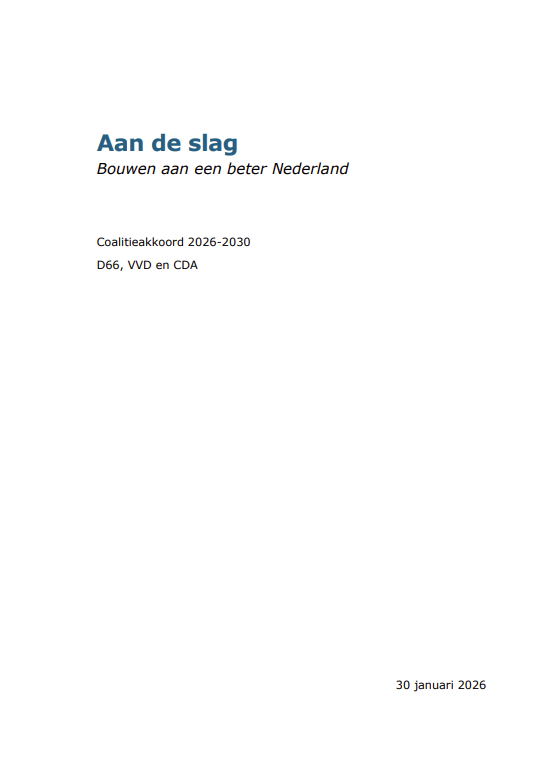 Aan de slag
Bouwen aan een beter Nederland
Coalitieakkoord 2026-2030
D66, VVD en CDA
30 januari 2026